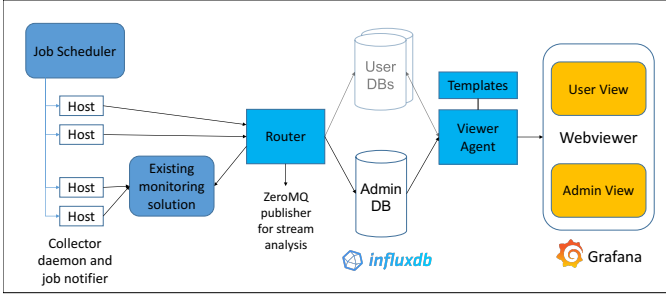 Job Scheduler
Host
Host
Host
Host
Collector
daemon and
job notifier
Existing
monitoring
solution
Router
ZeroMQ
publisher
for stream
analysis
User
DBs
Admin
DB
influxdb
Templates
Viewer
Agent
User View
Webviewer
Admin View
Grafana